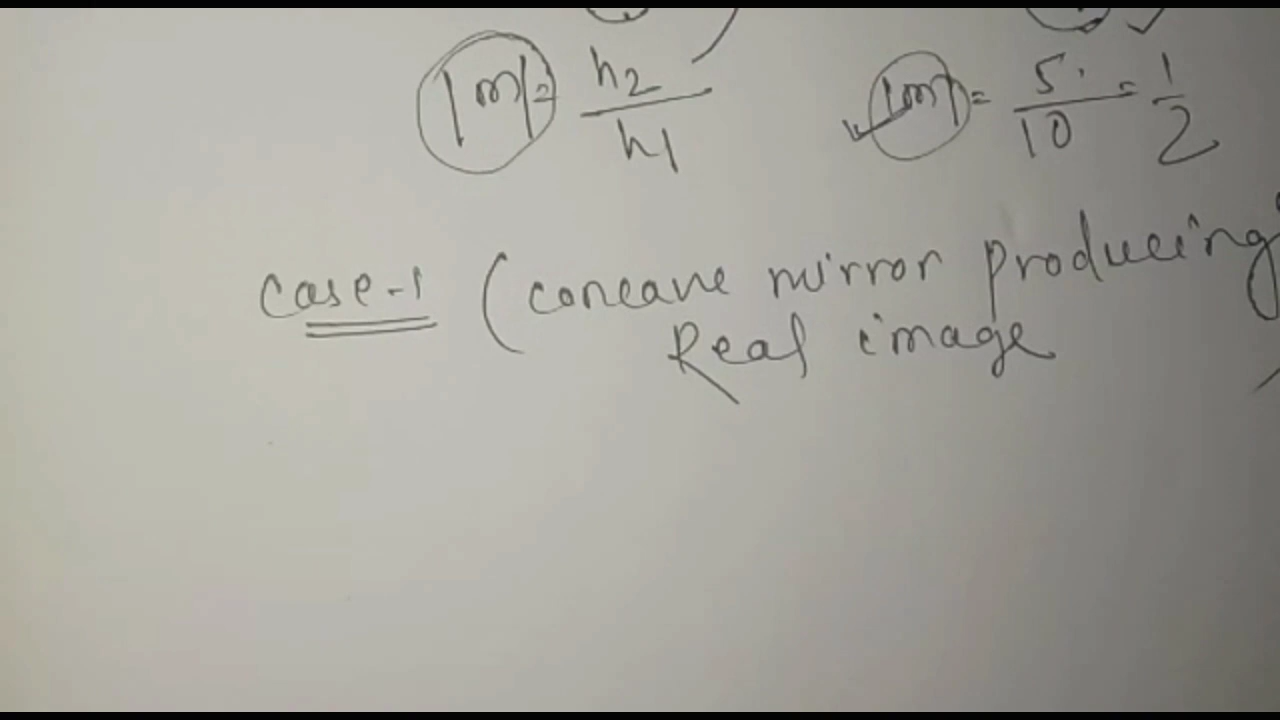 |m| = h2/h1
|m| = 5/10 = 1/2
Case-1 (concave mirror producing
Real image